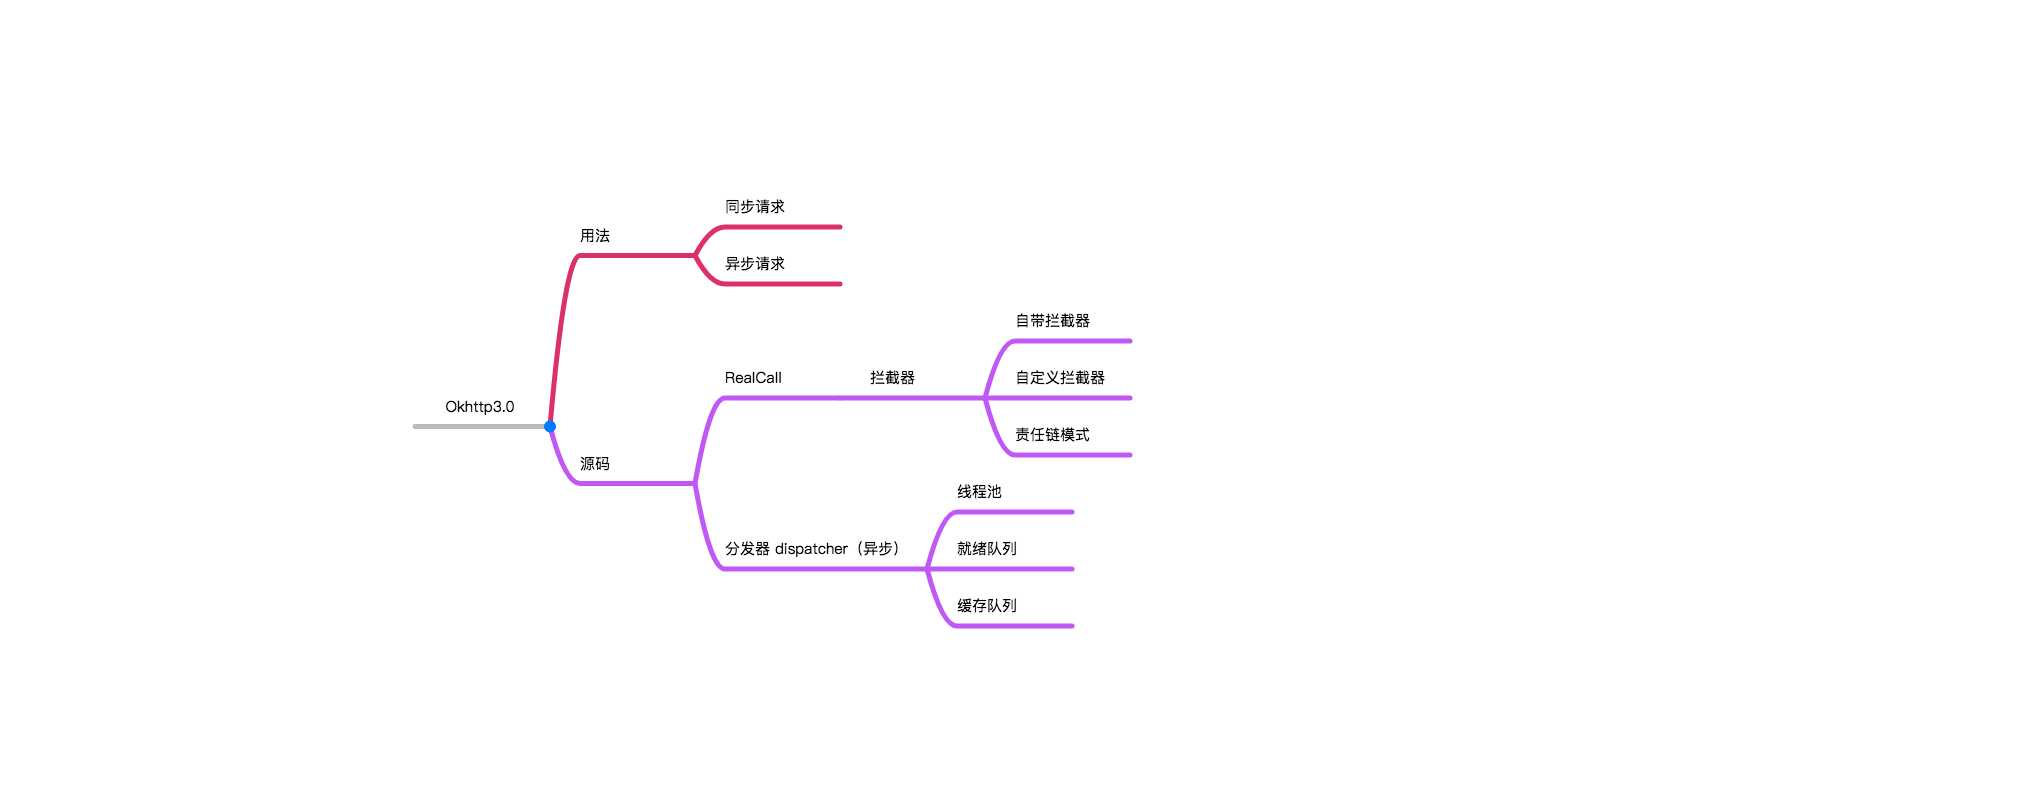 同步请求
用法
异步请求
自带拦截器
RealCall
拦截器
自定义拦截器
Okhttp3.0
责任链模式
源码
线程池
分发器 dispatcher（异步）
就绪队列
缓存队列